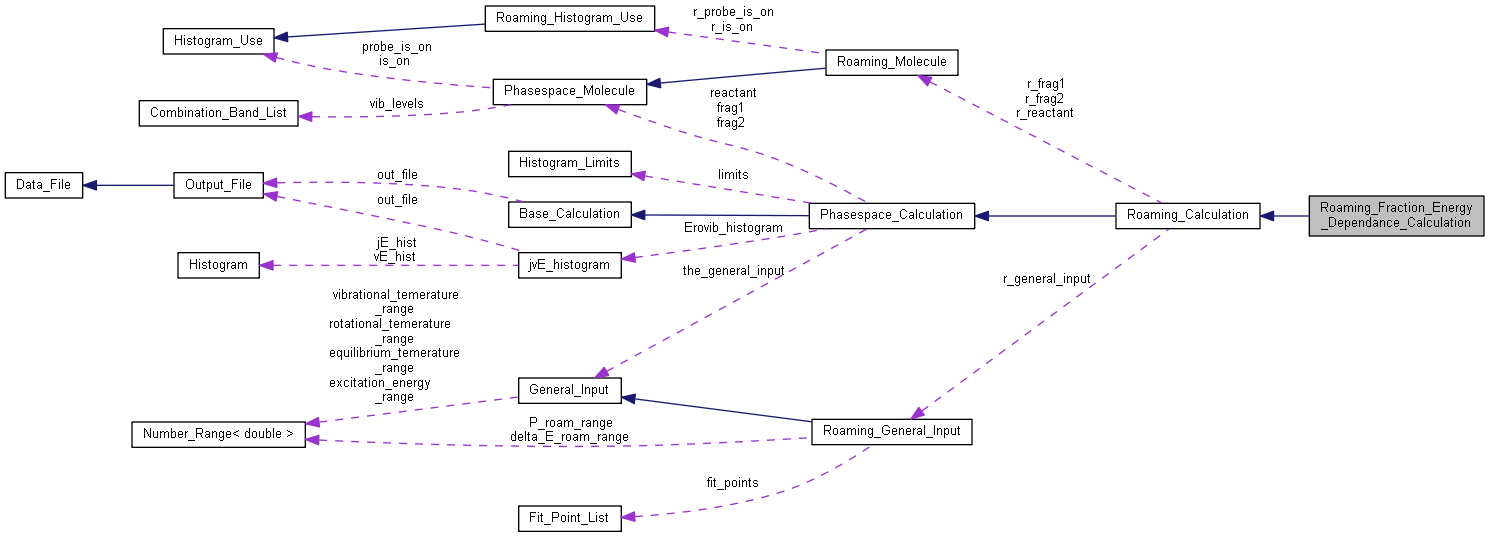 Roaming_Histogram_Use
r_probe_is_on
r_is_on
Histogram_Use
probe_is_on
is_on
Roaming_Molecule
Phasespace_Molecule
reactant
frag1
frag2
r_frag1
r_frag2
r_reactant
vib_levels
Combination_Band_List
Histogram_Limits
limits
Data_File
Output_File
out_file
out_file
Base_Calculation
Phasespace_Calculation
Roaming_Calculation
Roaming_Fraction_Energy
_Dependance_Calculation
Erovib_histogram
jE_hist
vE_hist
Histogram
jvE_histogram
the_general_input
r_general_input
vibrational_temerature
_range
rotational_temerature
_range
equilibrium_temerature
_range
excitation_energy
_range
General_Input
Number_Range< double >
P_roam_range
delta_E_roam_range
Roaming_General_Input
fit_points
Fit_Point_List